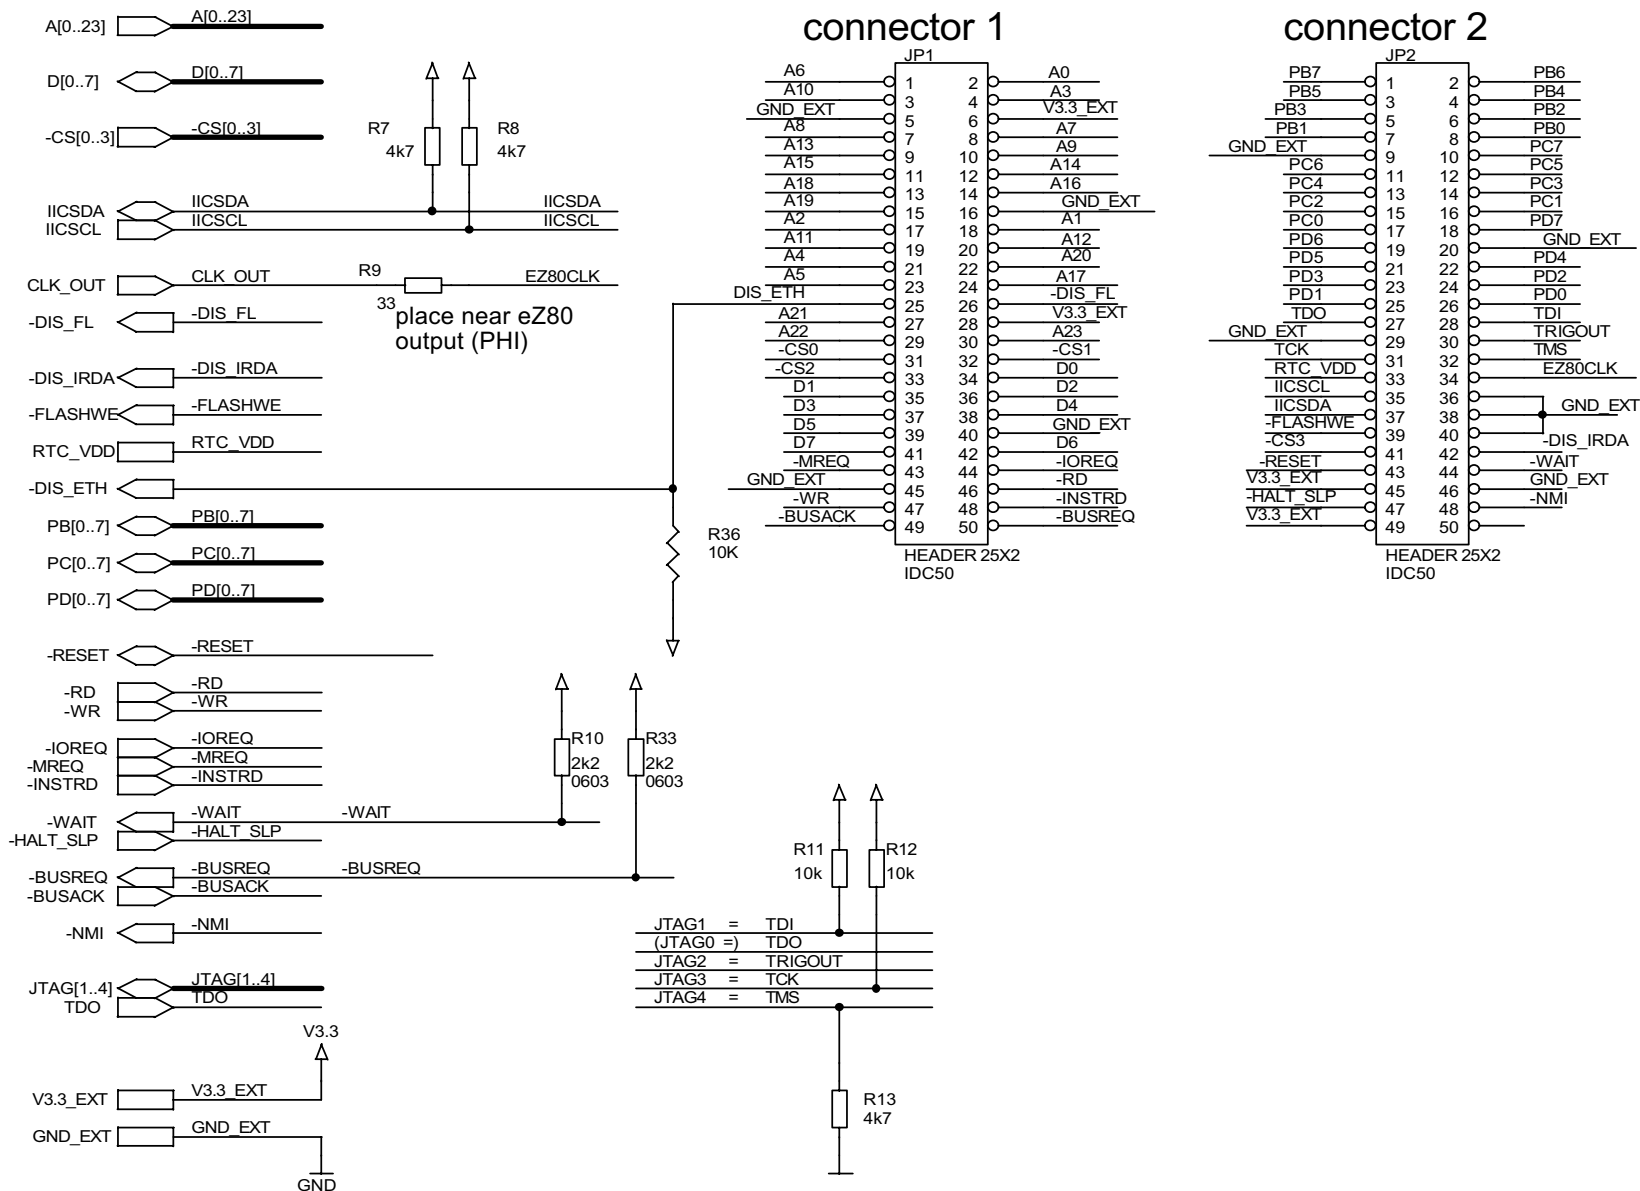 connector 1
connector 2
A[0..23] A[0..23]
D[0..7] D[0..7]
-CS[0..3] -CS[0..3]
R7
4k7
R8
4k7
IICSDA IICSDA IICSDA
IICSCL IICSCL IICSCL
CLK_OUT CLK_OUT R9 33 EZ80CLK
place near eZ80
output (PHI)
-DIS_FL -DIS_FL
-DIS_IRDA -DIS_IRDA
-FLASHWE -FLASHWE
RTC_VDD RTC_VDD
-DIS_ETH
PB[0..7] PB[0..7]
PC[0..7] PC[0..7]
PD[0..7] PD[0..7]
R36
10K
-RESET -RESET
-RD -RD
-WR -WR
-IOREQ -IOREQ
-MREQ -MREQ
-INSTRD -INSTRD
R10
2k2
0603
R33
2k2
0603
-WAIT -WAIT -WAIT
-HALT_SLP -HALT_SLP
-BUSREQ -BUSREQ -BUSREQ
-BUSACK -BUSACK
-NMI -NMI
JTAG[1..4] JTAG[1..4]
TDO TDO
V3.3
V3.3_EXT V3.3_EXT
GND_EXT GND_EXT
GND
R11
10k
R12
10k
JTAG1 = TDI
(JTAG0 =) TDO
JTAG2 = TRIGOUT
JTAG3 = TCK
JTAG4 = TMS
R13
4k7
JP1
A6 1 2 A0
A10 3 4 A3
GND_EXT 5 6 V3.3_EXT
A8 7 8 A7
A13 9 10 A9
A15 11 12 A14
A18 13 14 A16
A19 15 16 GND_EXT
A2 17 18 A1
A11 19 20 A12
A4 21 22 A20
A5 23 24 A17
DIS_ETH 25 26 -DIS_FL
A21 27 28 V3.3_EXT
A22 29 30 A23
-CS0 31 32 -CS1
-CS2 33 34 D0
D1 35 36 D2
D3 37 38 D4
D5 39 40 GND_EXT
D7 41 42 D6
-MREQ 43 44 -IOREQ
GND_EXT 45 46 -RD
-WR 47 48 -INSTRD
-BUSACK 49 50 -BUSREQ
HEADER 25X2
IDC50
JP2
PB7 1 2 PB6
PB5 3 4 PB4
PB3 5 6 PB2
PB1 7 8 PB0
GND_EXT 9 10 PC7
PC6 11 12 PC5
PC4 13 14 PC3
PC2 15 16 PC1
PC0 17 18 PD7
PD6 19 20 GND_EXT
PD5 21 22 PD4
PD3 23 24 PD2
PD1 25 26 PD0
TDO 27 28 TDI
GND_EXT 29 30 TRIGOUT
TCK 31 32 TMS
RTC_VDD 33 34 EZ80CLK
IICSCL 35 36
IICSDA 37 38 GND_EXT
-FLASHWE 39 40
-CS3 41 42 -DIS_IRDA
-RESET 43 44 -WAIT
V3.3_EXT 45 46 GND_EXT
-HALT_SLP 47 48 -NMI
V3.3_EXT 49 50
HEADER 25X2
IDC50